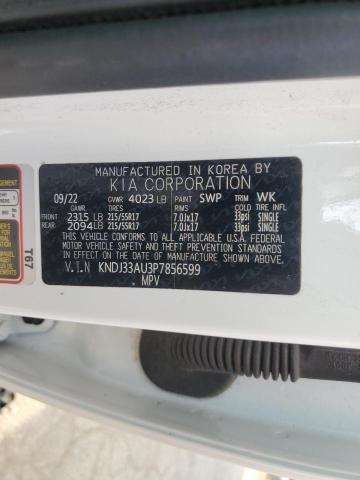 MANUFACTURED IN KOREA BY
KIA CORPORATION
09/22 GVWR 4023 LB PAINT SWP TRIM WK
GAWR TIRES RIMS COLD TIRE INFL.
FRONT 2315 LB 215/55R17 7.0Jx17 33psi SINGLE
REAR 2094LB 215/55R17 7.0Jx17 33psi SINGLE
THIS VEHICLE CONFORMS TO ALL APPLICABLE U.S.A FEDERAL
MOTOR VEHICLE SAFETY, BUMPER, AND THEFT PREVENTION
STANDARDS IN EFFECT ON THE DATE OF MANUFACTURE SHOWN ABOVE.
V.I.N KNDJ33AU3P7856599
MPV
T67
MANAGEMENT